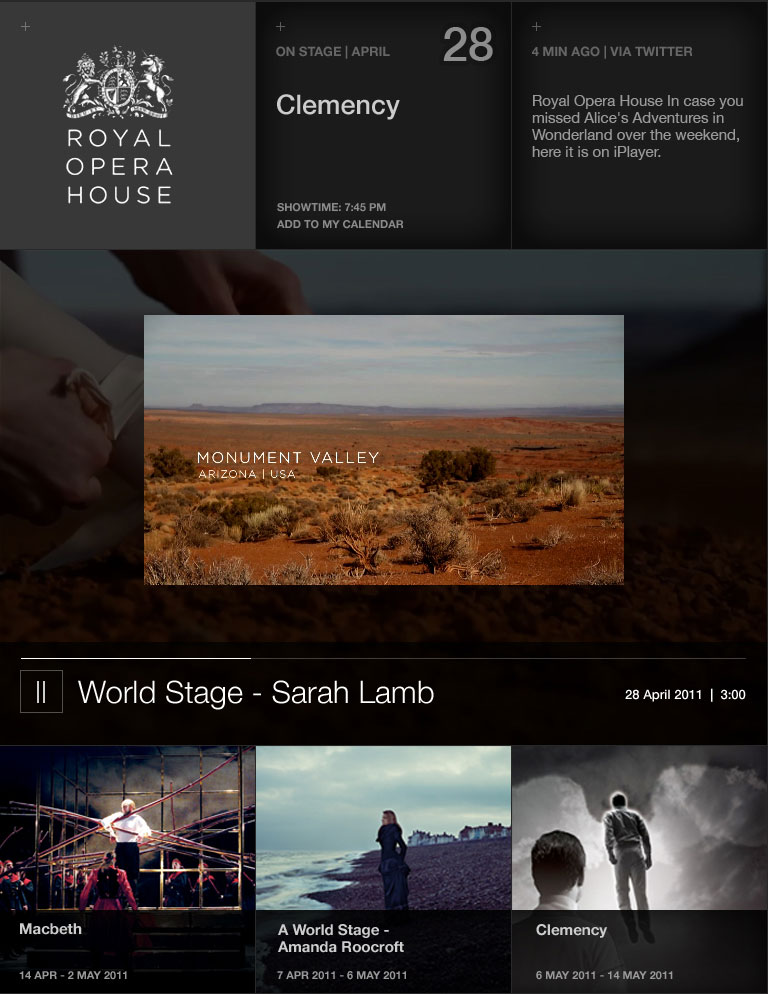 ROYAL
OPERA
HOUSE
ON STAGE | APRIL
28
Clemency
SHOWTIME: 7:45 PM
ADD TO MY CALENDAR
4 MIN AGO | VIA TWITTER
Royal Opera House In case you
missed Alice's Adventures in
Wonderland over the weekend,
here it is on iPlayer.
MONUMENT VALLEY
ARIZONA | USA
World Stage - Sarah Lamb
28 April 2011 | 3:00
Macbeth
14 APR - 2 MAY 2011
A World Stage -
Amanda Roocroft
7 APR 2011 - 6 MAY 2011
Clemency
6 MAY 2011 - 14 MAY 2011